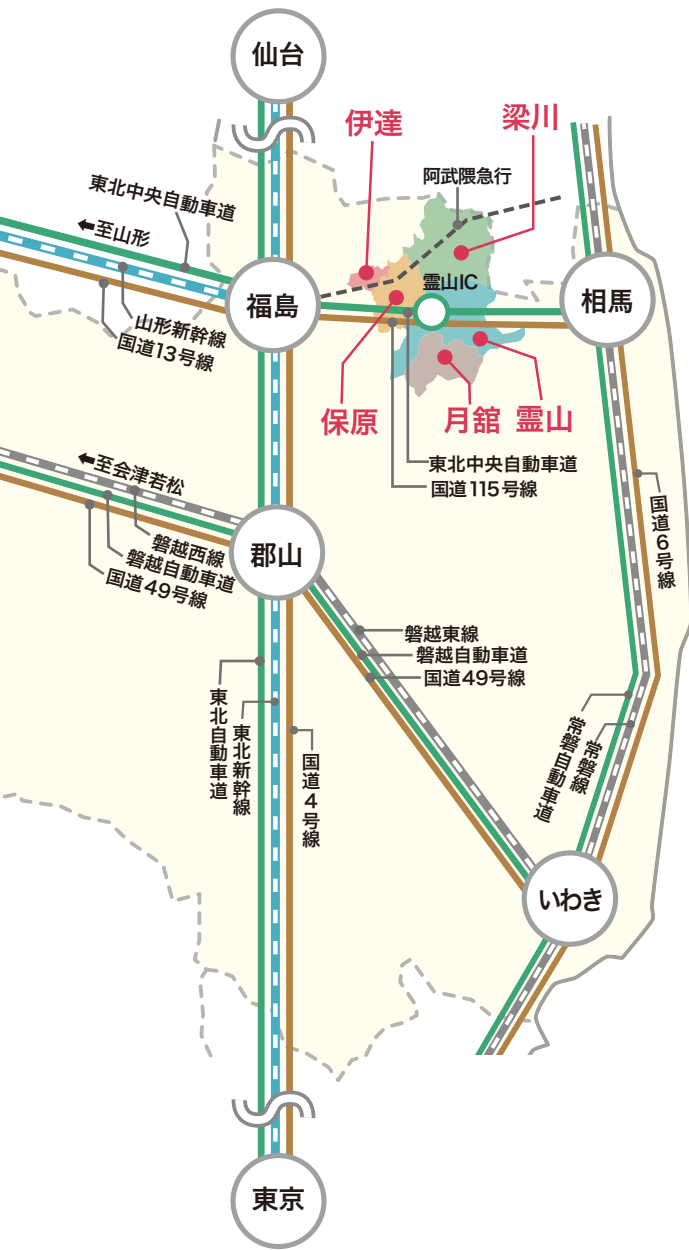 仙台
伊達
梁川
阿武隈急行
東北中央自動車道
至山形
霊山IC
福島
相馬
山形新幹線
国道13号線
保原
月舘
霊山
東北中央自動車道
国道115号線
至会津若松
国道6号線
磐越西線
磐越自動車道
国道49号線
郡山
磐越東線
磐越自動車道
国道49号線
東北自動車道
東北新幹線
国道4号線
常磐自動車道
常磐線
いわき
東京